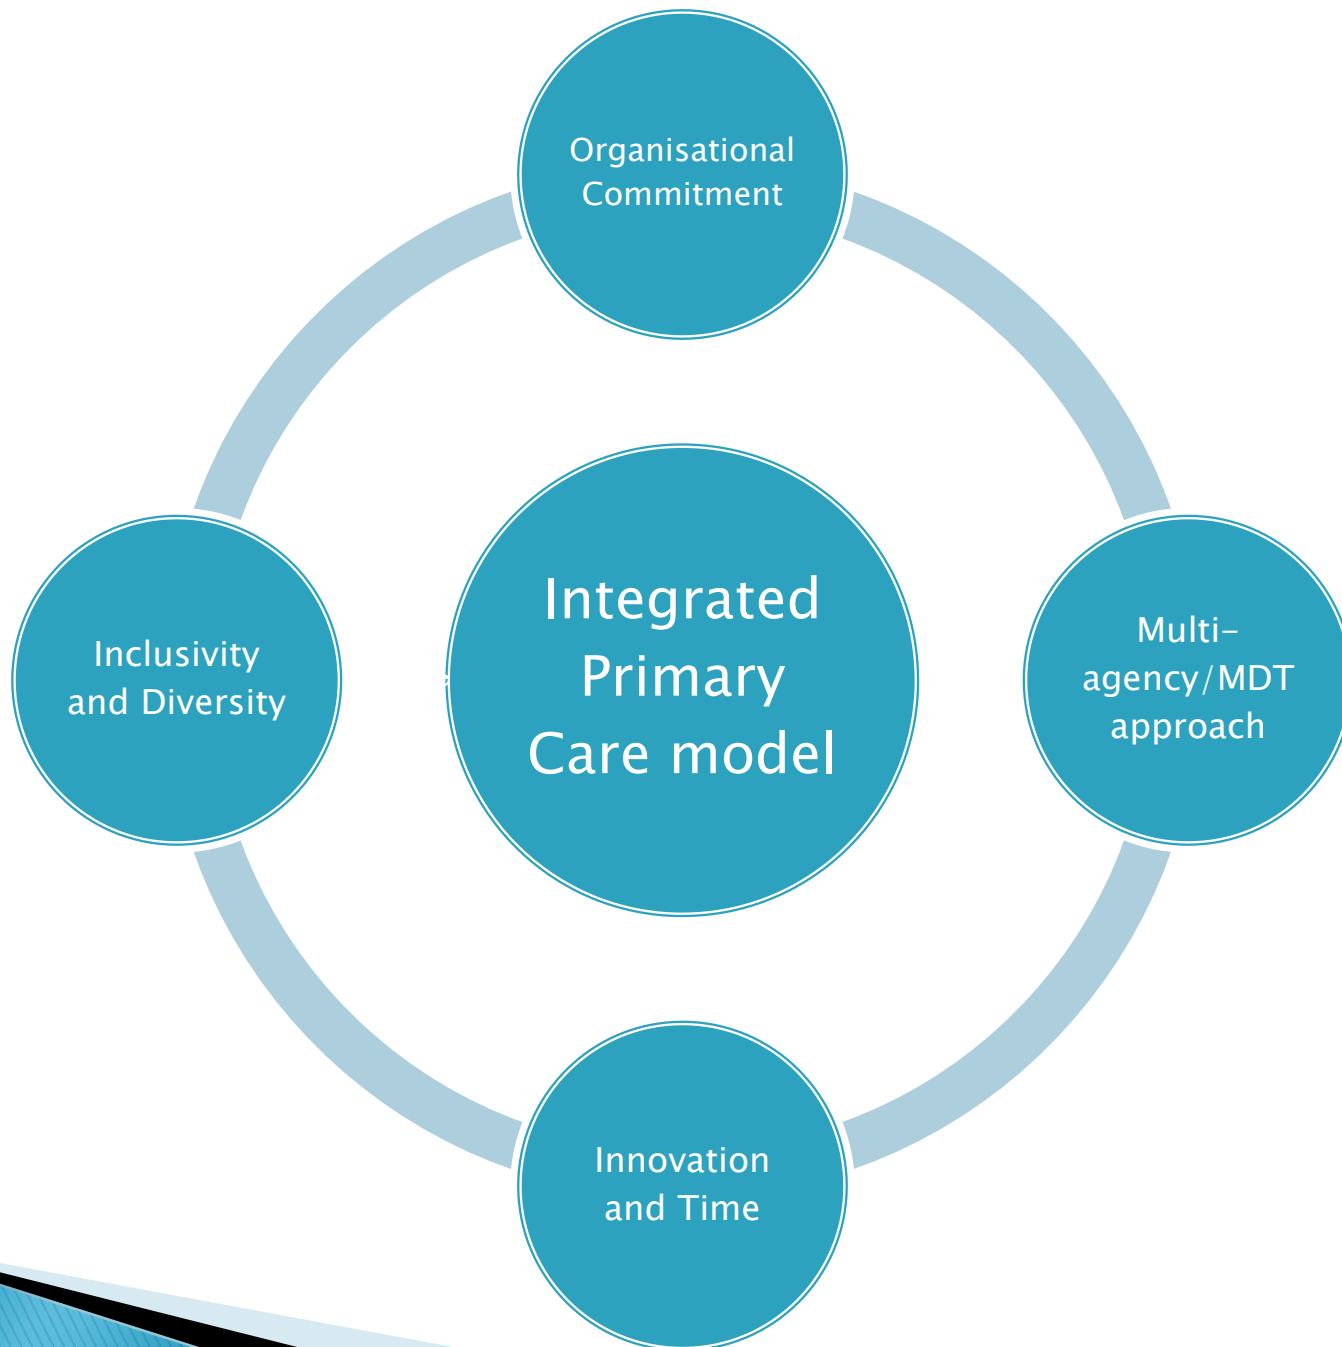 Organisational
Commitment
Integrated
Primary
Care model
Multi-
agency/MDT
approach
Innovation
and Time
Inclusivity
and Diversity